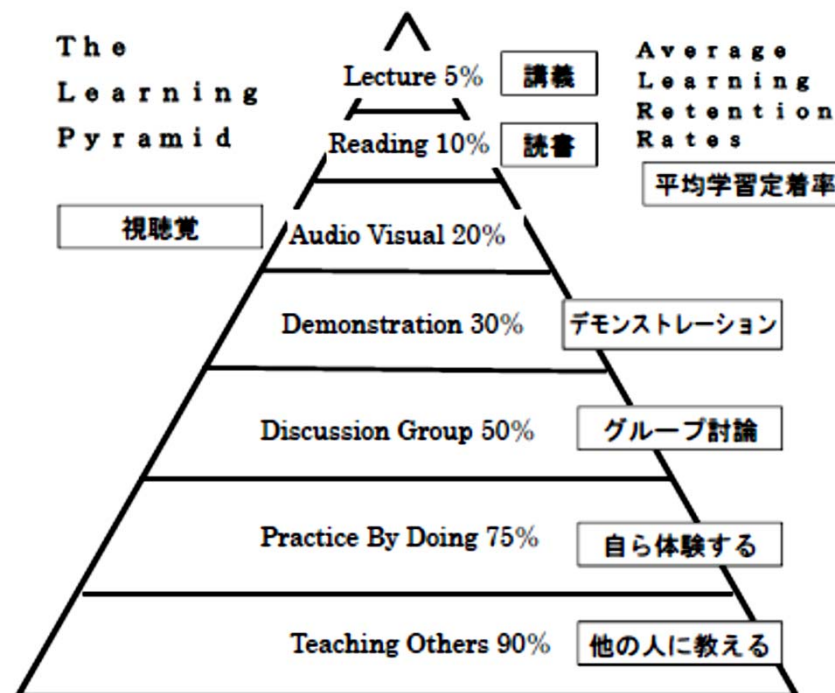 The
Learning
Pyramid
Average
Learning
Retention
Rates
平均学習定着率
Lecture 5%
講義
Reading 10%
読書
視聴覚
Audio Visual 20%
Demonstration 30%
デモンストレーション
Discussion Group 50%
グループ討論
Practice By Doing 75%
自ら体験する
Teaching Others 90%
他の人に教える